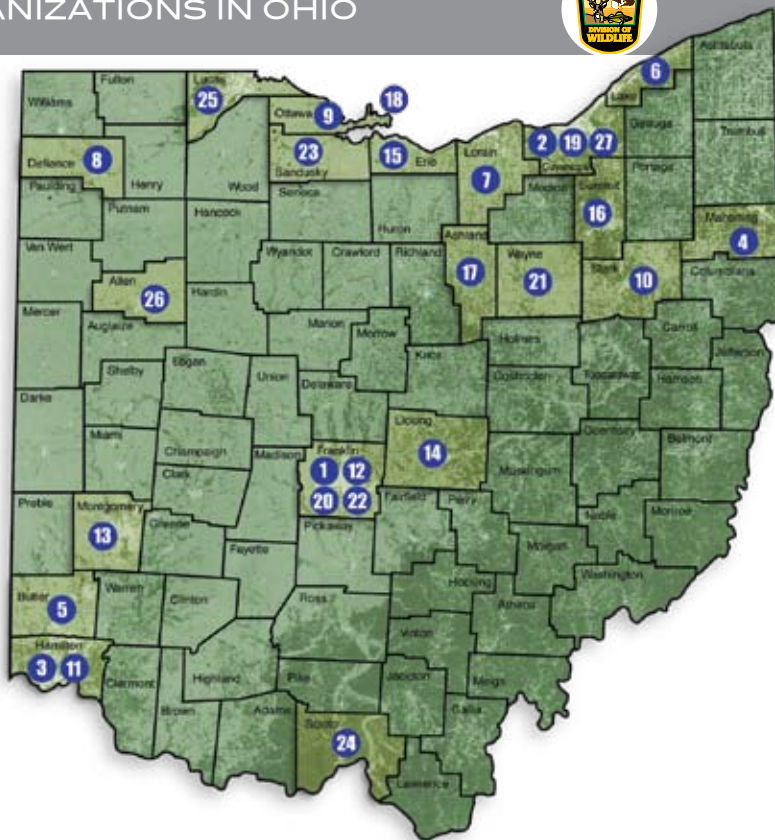 ANIZATIONS IN OHIO
DIVISION OF
WILDLIFE
Ashtabula
6
Lake
Lucas
25
Fulton
Williams
18
Ottawa
9
Geauga
Trumbull
2 19 27
Cuyahoga
Lorain
7
15
Erie
23
Sandusky
Defiance
8
Henry
Wood
Paulding
Seneca
Medina
Summit
16
Portage
Putnam
Hancock
Huron
Mahoning
4
Ashland
17
Van Wert
Wyandot
Crawford
Richland
Wayne
21
Stark
10
Columbiana
Allen
26
Hardin
Mercer
Auglaize
Marion
Morrow
Holmes
Carroll
Jefferson
Knox
Logan
Shelby
Union
Delaware
Coshocton
Tuscarawas
Harrison
Darke
Licking
14
Guernsey
Belmont
Miami
Champaign
Clark
Madison
Franklin
1 12
20 22
Muskingum
Preble
Montgomery
13
Greene
Fairfield
Perry
Noble
Monroe
Pickaway
Fayette
Morgan
Butler
5
Warren
Clinton
Ross
Hocking
Washington
Athens
Vinton
Hamilton
3 11
Clermont
Highland
Pike
Jackson
Meigs
Brown
Adams
Scioto
24
Gallia
Lawrence